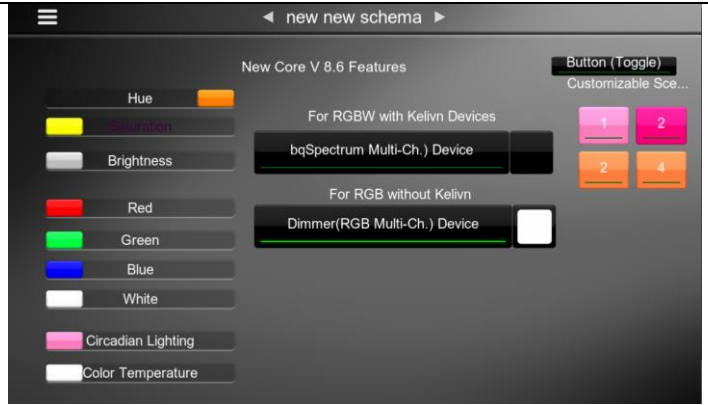 new new schema
New Core V 8.6 Features
Button (Toggle)
Customizable Sce...
Hue
Saturation
Brightness
Red
Green
Blue
White
Circadian Lighting
Color Temperature
For RGBW with Kelivn Devices
bqSpectrum Multi-Ch.) Device
For RGB without Kelivn
Dimmer(RGB Multi-Ch.) Device
1
2
2
4